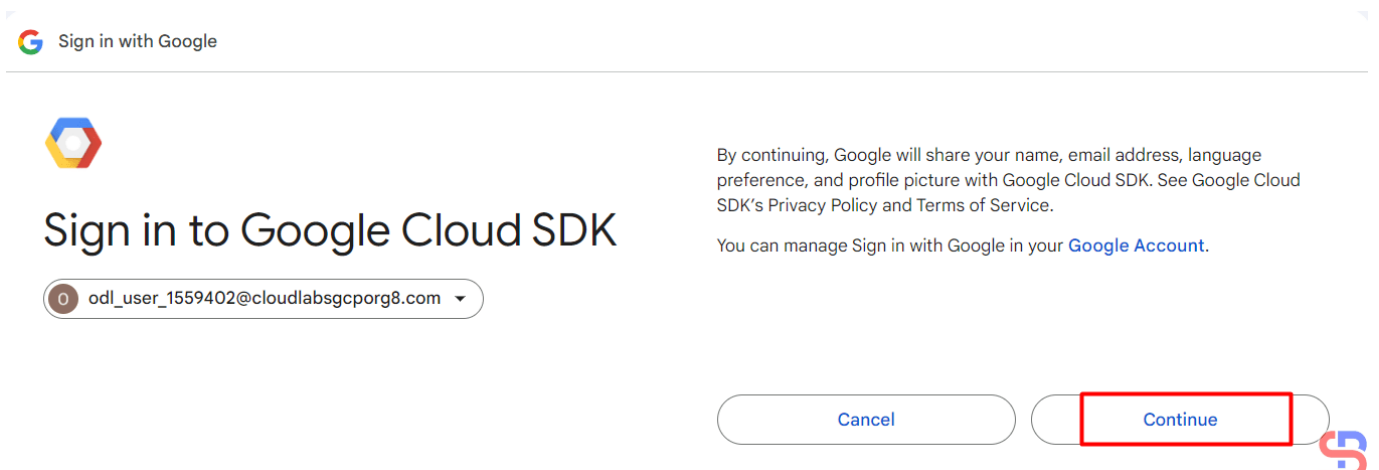 Sign in with Google
Sign in to Google Cloud SDK
O odl_user_1559402@cloudlabsgcporg8.com
By continuing, Google will share your name, email address, language
preference, and profile picture with Google Cloud SDK. See Google Cloud
SDK’s Privacy Policy and Terms of Service.
You can manage Sign in with Google in your Google Account.
Cancel
Continue